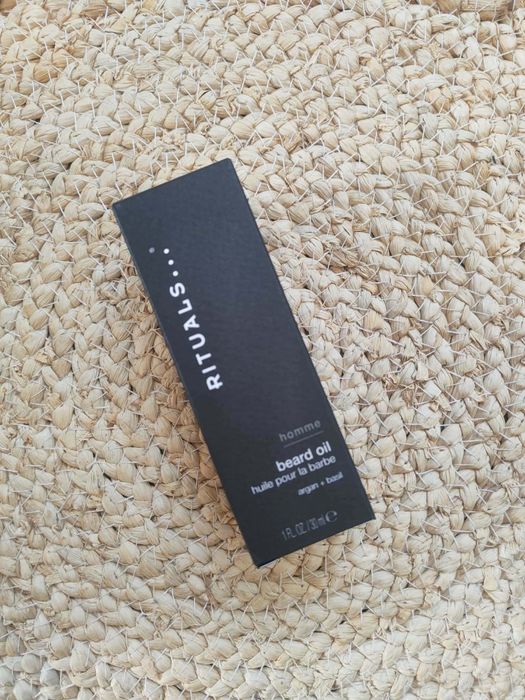 RITUALS...
homme
beard oil
huile pour la barbe
argan + basil
1 FL. OZ. / 30 ml ℮